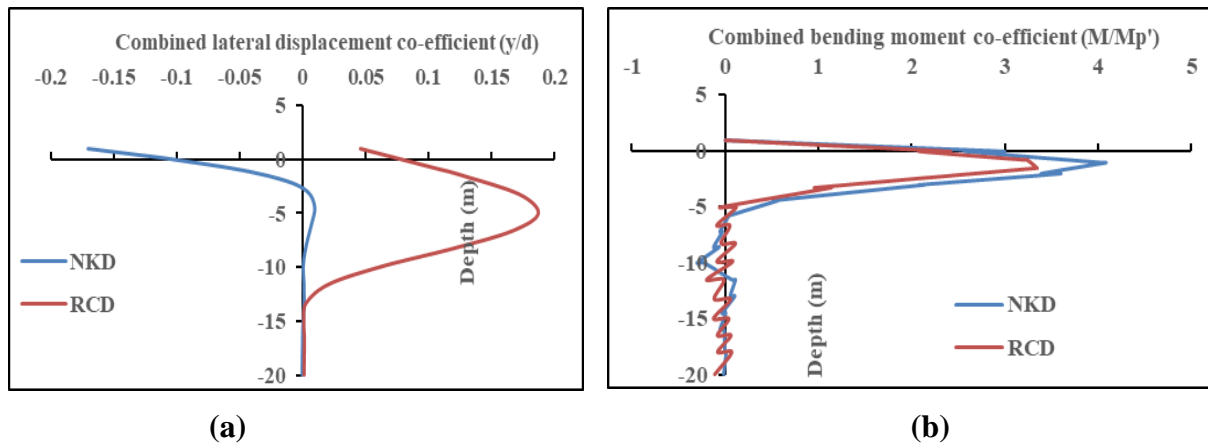 Combined lateral displacement co-efficient (y/d)
-0.2 -0.15 -0.1 -0.05 0 0.05 0.1 0.15 0.2
5
0
-5
-10
-15
-20
Depth (m)
NKD
RCD
(a)
Combined bending moment co-efficient (M/Mp')
-1 0 1 2 3 4 5
5
0
-5
-10
-15
-20
Depth (m)
NKD
RCD
(b)